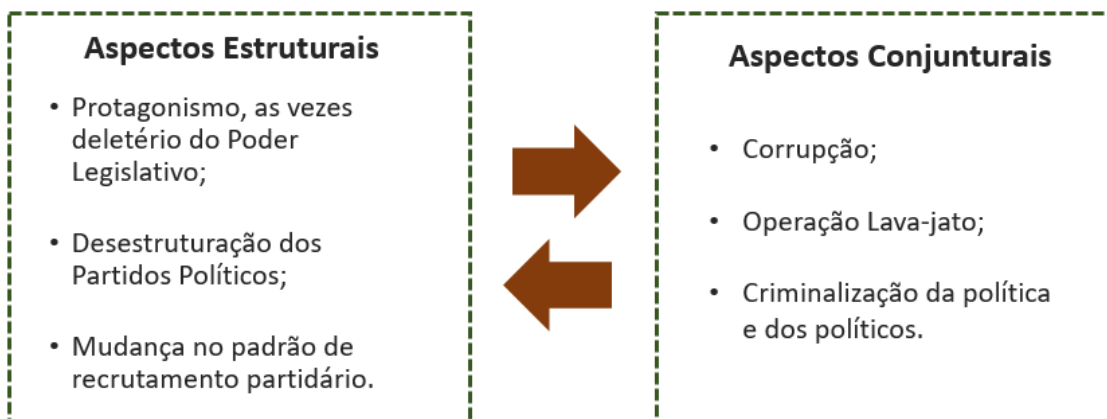 Aspectos Estruturais
• Protagonismo, as vezes
deletério do Poder
Legislativo;
• Desestruturação dos
Partidos Políticos;
• Mudança no padrão de
recrutamento partidário.
Aspectos Conjunturais
• Corrupção;
• Operação Lava-jato;
• Criminalização da política
e dos políticos.